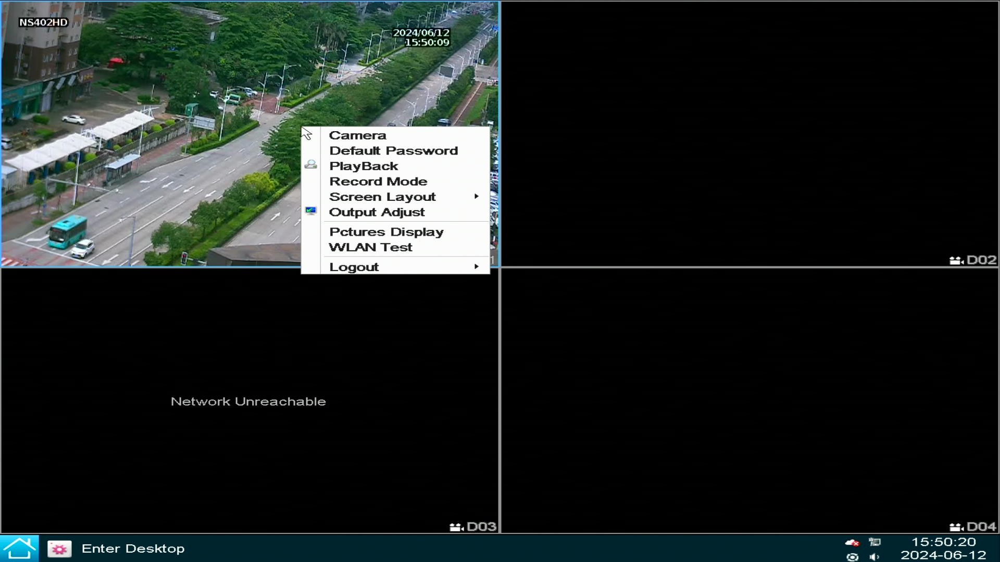 NS402HD
2024/06/12
15:50:09
Camera
Default Password
PlayBack
Record Mode
Screen Layout
Output Adjust
Pctures Display
WLAN Test
Logout
1
D02
Network Unreachable
D03
D04
Enter Desktop
15:50:20
2024-06-12